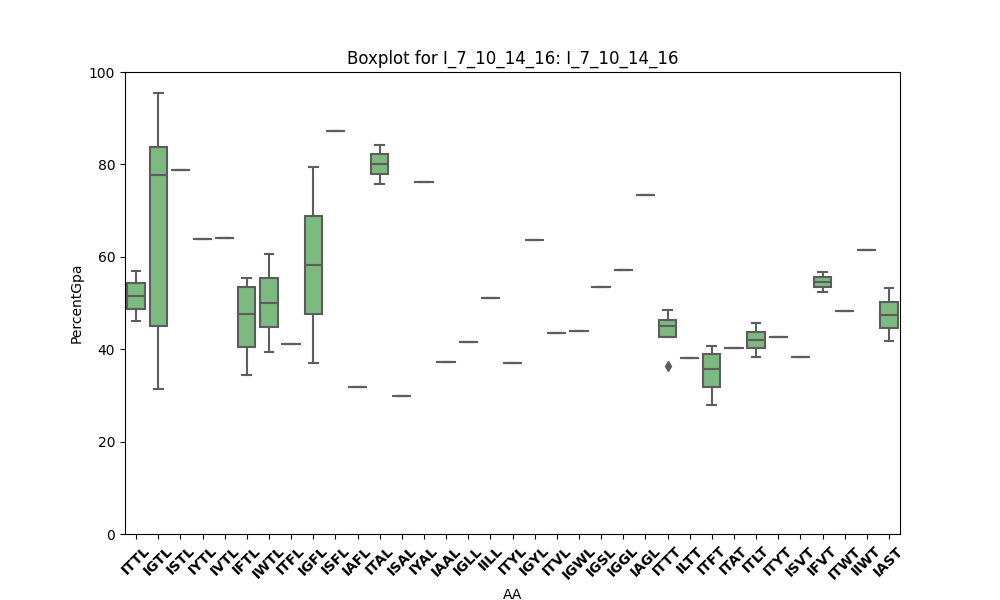 Boxplot for I_7_10_14_16: I_7_10_14_16
PercentGpa
100
80
60
40
20
0
ITTL IGTL ISTL IYTL IVTL IFTL IWTL ITFL IGFL ISFL IAFL ITAL ISAL IYAL IAAL IGLL IILL ITYL IGYL ITVL IGWL IGSL IGGL IAGL ITTT ILTT ITFT ITAT ITLT ITYT ISVT IFVT ITWT IIWT IAST
AA